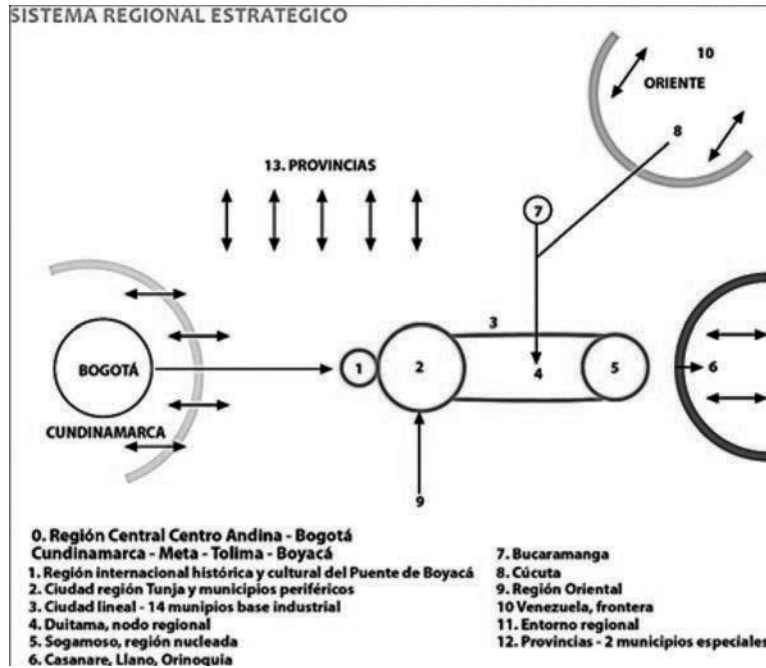 SISTEMA REGIONAL ESTRATEGICO
10
ORIENTE
8
13. PROVINCIAS
7
3
BOGOTÁ
1
2
4
5
6
CUNDINAMARCA
9
0. Región Central Centro Andina - Bogotá
Cundinamarca - Meta - Tolima - Boyacá
1. Región internacional histórica y cultural del Puente de Boyacá
2. Ciudad región Tunja y municipios periféricos
3. Ciudad lineal - 14 munipios base industrial
4. Duitama, nodo regional
5. Sogamoso, región nucleada
6. Casanare, Llano, Orinoquia
7. Bucaramanga
8. Cúcuta
9. Región Oriental
10 Venezuela, frontera
11. Entorno regional
12. Provincias - 2 municipios especiales